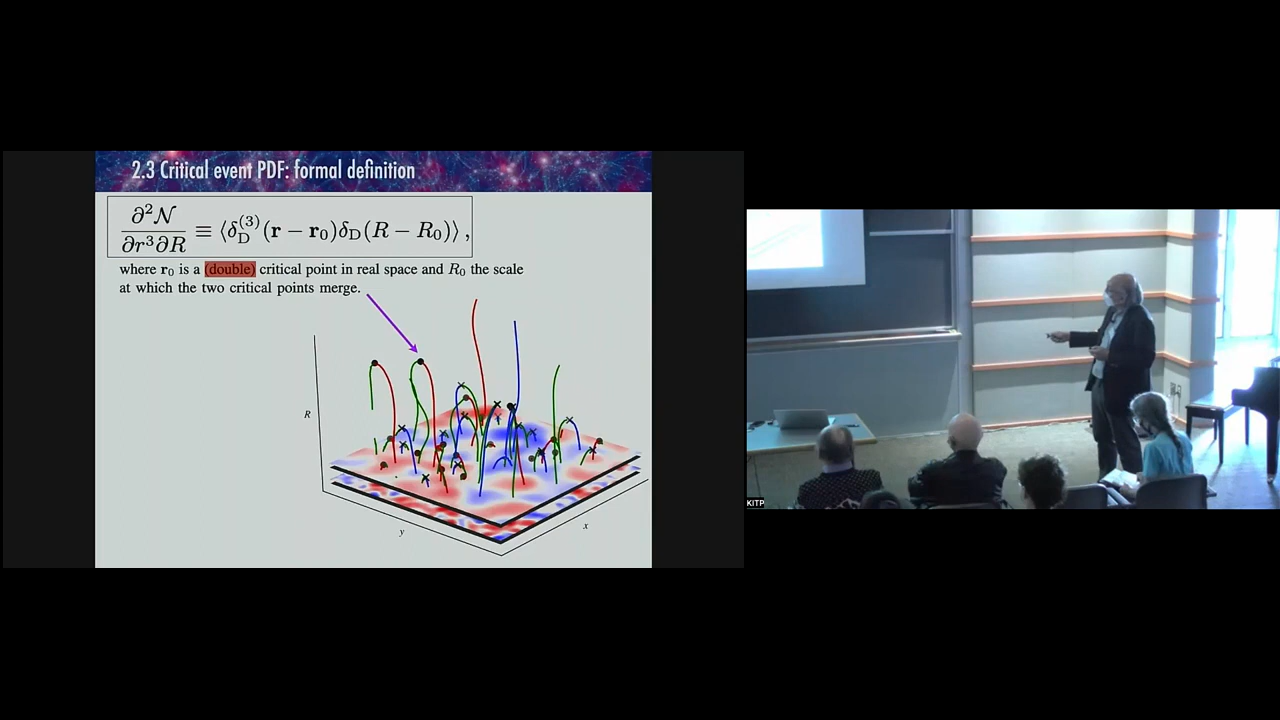 2.3 Critical event PDF: formal definition
∂²𝒩 / ∂r³∂R ≡ ⟨δ_D^(3)(r − r₀)δ_D(R − R₀)⟩ ,
where r₀ is a (double) critical point in real space and R₀ the scale
at which the two critical points merge.
R
y
x
KITP